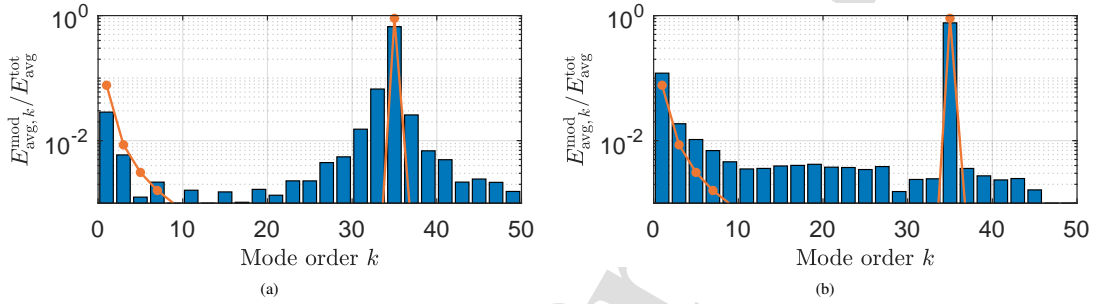 10^0
10^-2
E^mod_avg, k / E^tot_avg
0 10 20 30 40 50
Mode order k
(a)
10^0
10^-2
E^mod_avg, k / E^tot_avg
0 10 20 30 40 50
Mode order k
(b)